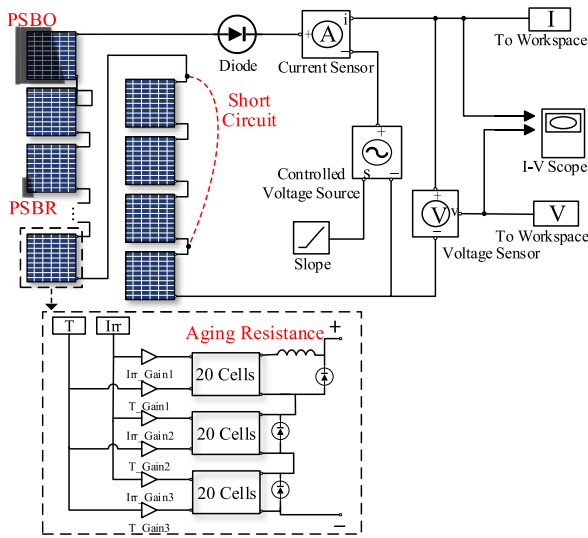 PSBO
Diode
+
A
i
−
Current Sensor
I
To Workspace
Short
Circuit
I-V Scope
+
S
−
Controlled
Voltage Source
PSBR
...
V
v
−
Voltage Sensor
V
To Workspace
Slope
T
Irr
Aging Resistance
+
20 Cells
Irr_Gain1
T_Gain1
20 Cells
Irr_Gain2
T_Gain2
20 Cells
Irr_Gain3
T_Gain3
−